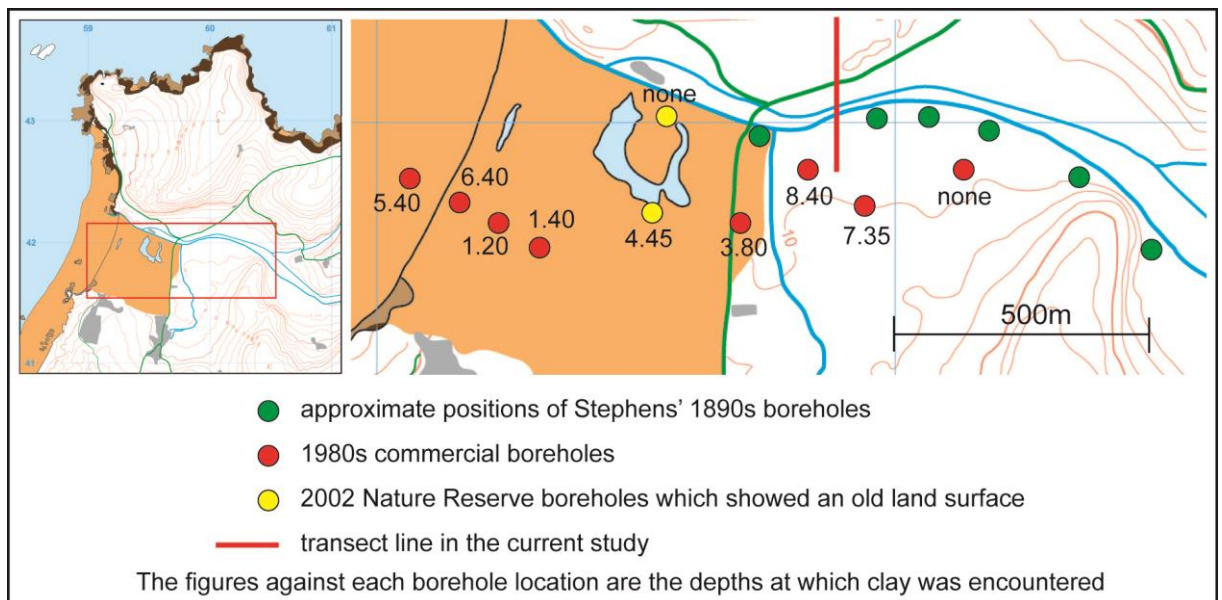 59
60
61
43
42
41
none
6.40
5.40
1.40
1.20
4.45
3.80
8.40
7.35
none
10
500m
approximate positions of Stephens' 1890s boreholes
1980s commercial boreholes
2002 Nature Reserve boreholes which showed an old land surface
transect line in the current study
The figures against each borehole location are the depths at which clay was encountered